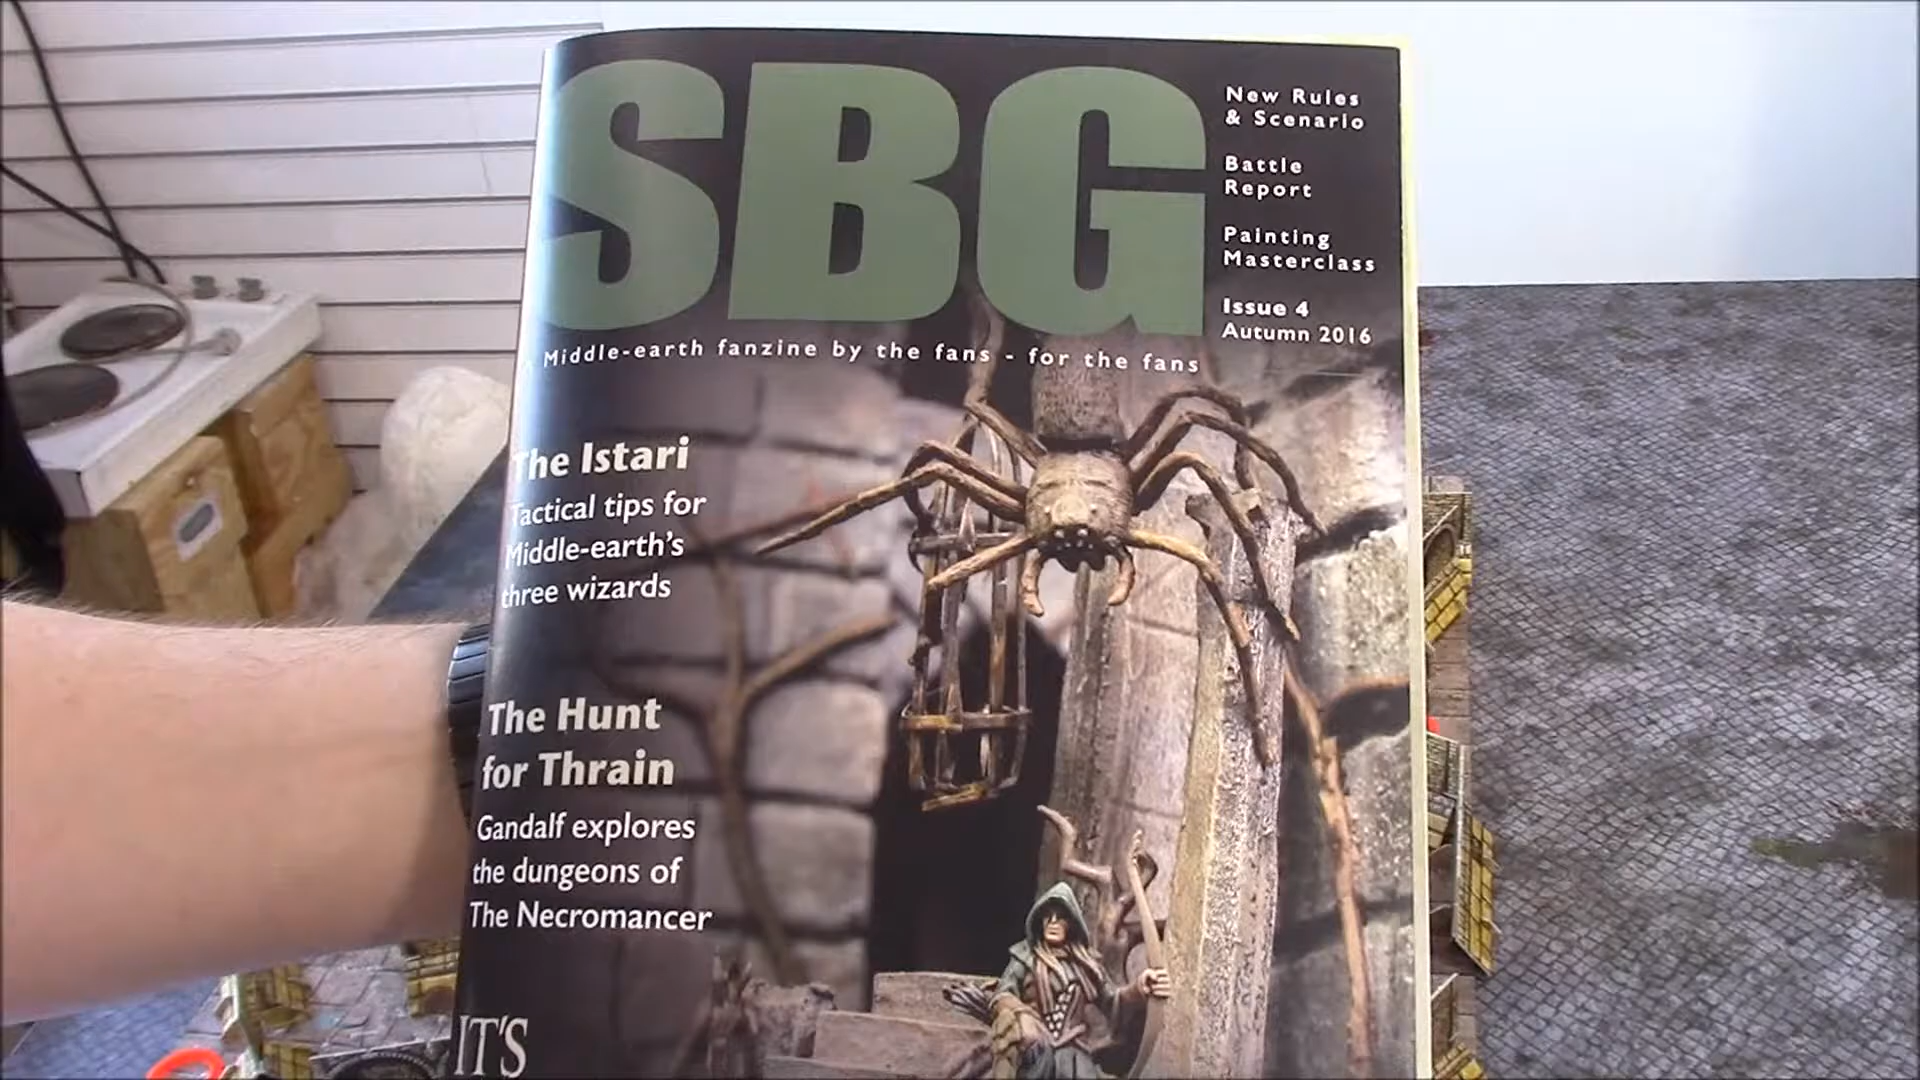 SBG
New Rules
& Scenario
Battle
Report
Painting
Masterclass
Issue 4
Autumn 2016
Middle-earth fanzine by the fans - for the fans
The Istari
Tactical tips for
Middle-earth's
three wizards
The Hunt
for Thrain
Gandalf explores
the dungeons of
The Necromancer
IT'S